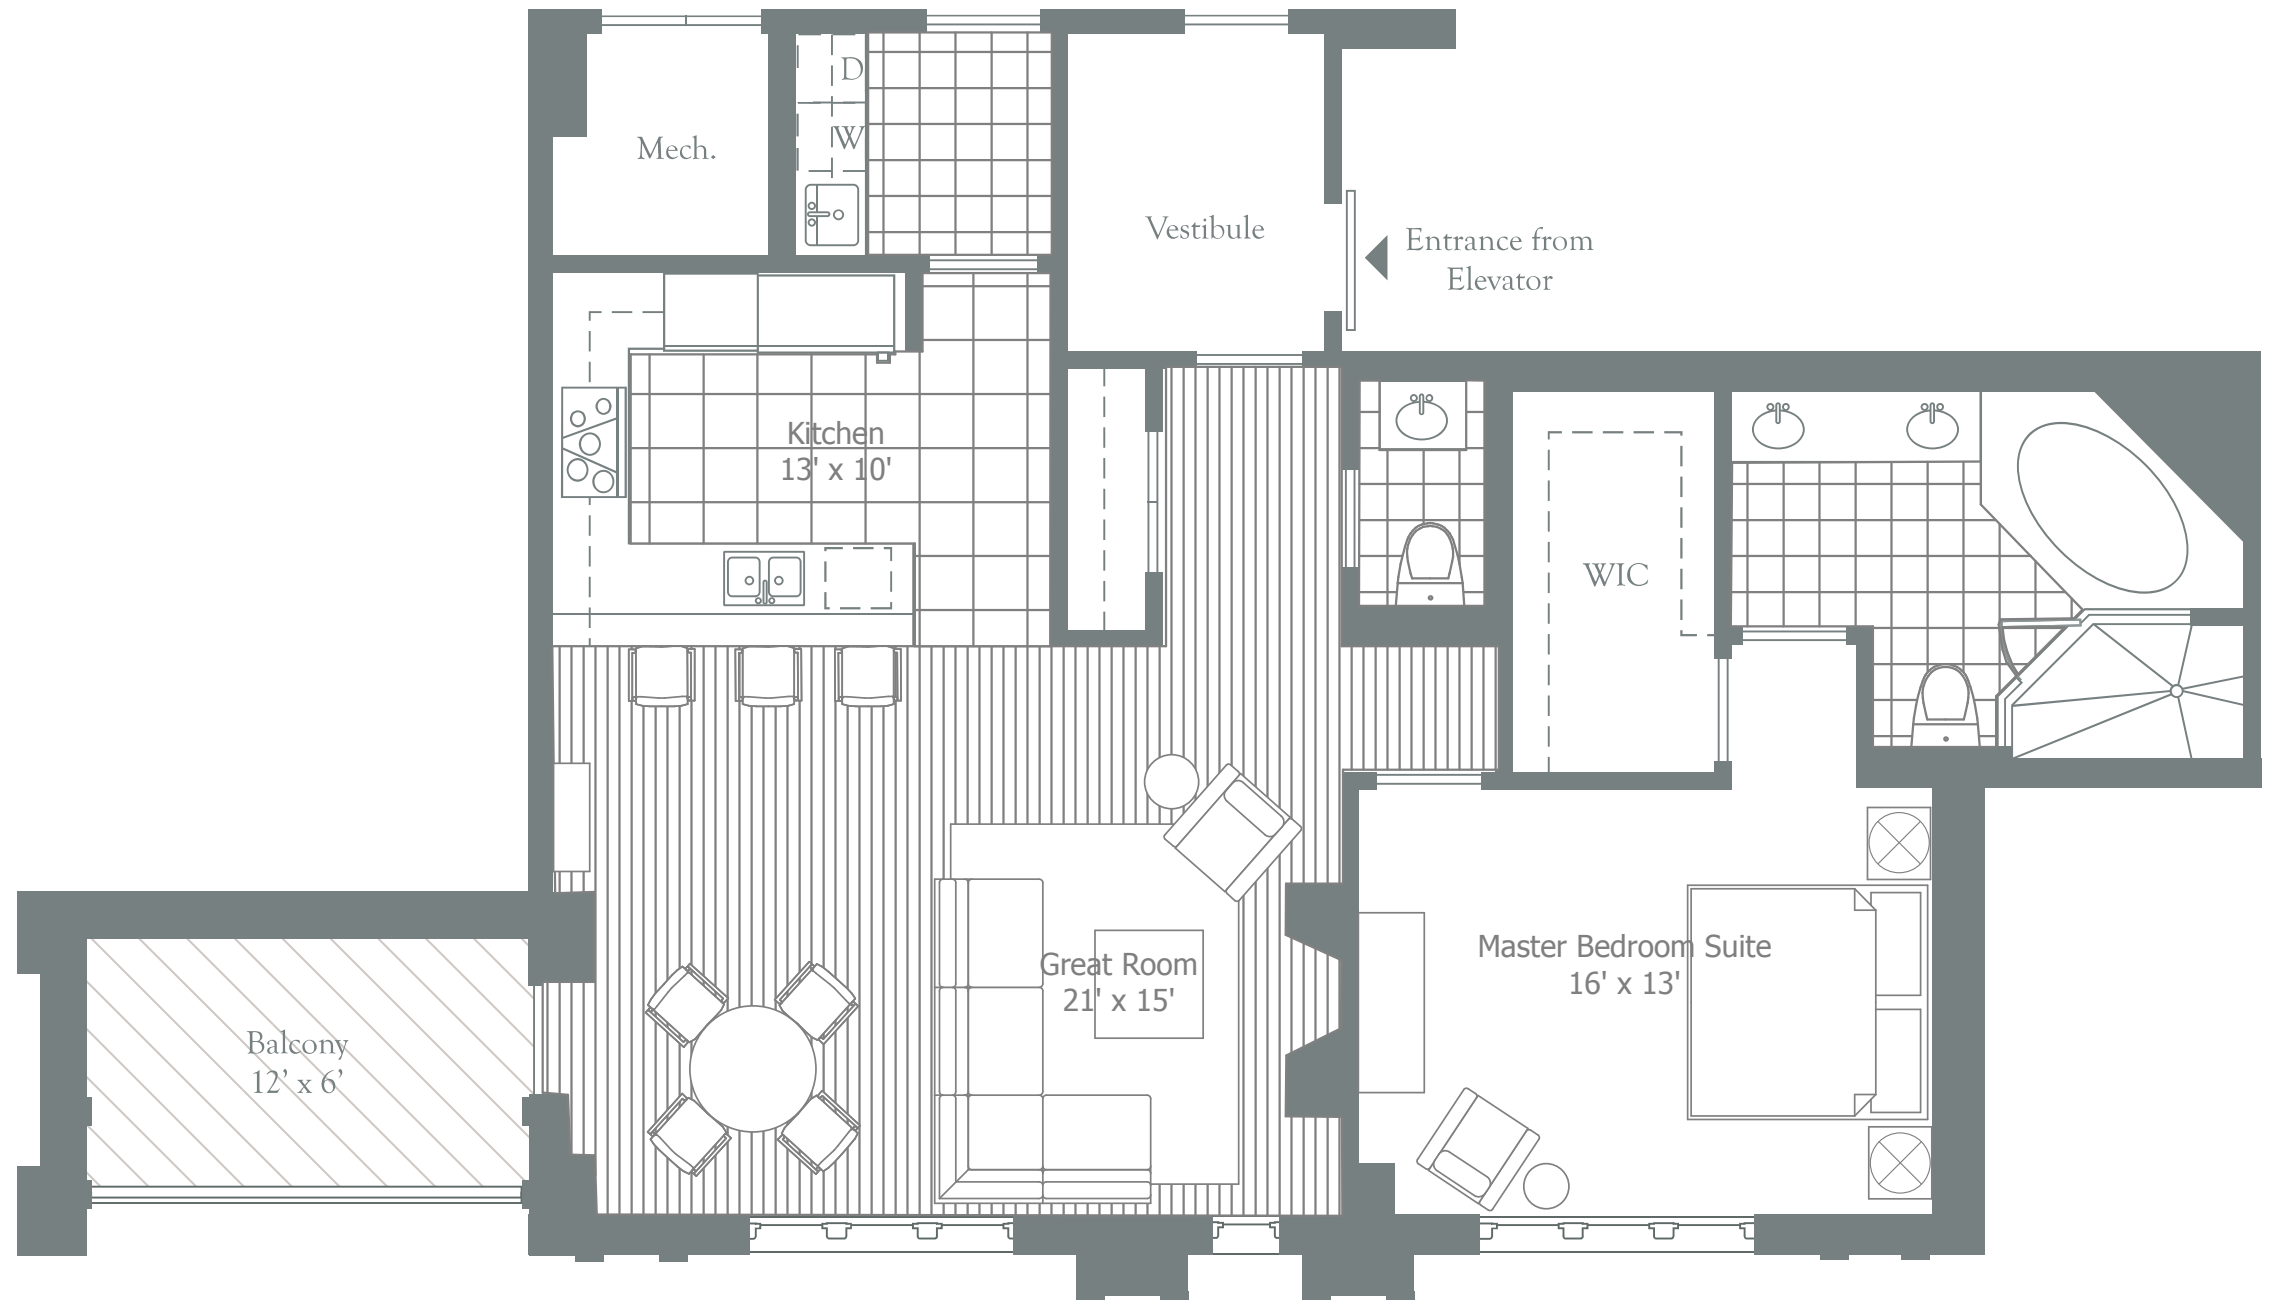 D
W
Mech.
Vestibule
Entrance from
Elevator
Kitchen
13' x 10'
WIC
Great Room
21' x 15'
Master Bedroom Suite
16' x 13'
Balcony
12’ x 6’